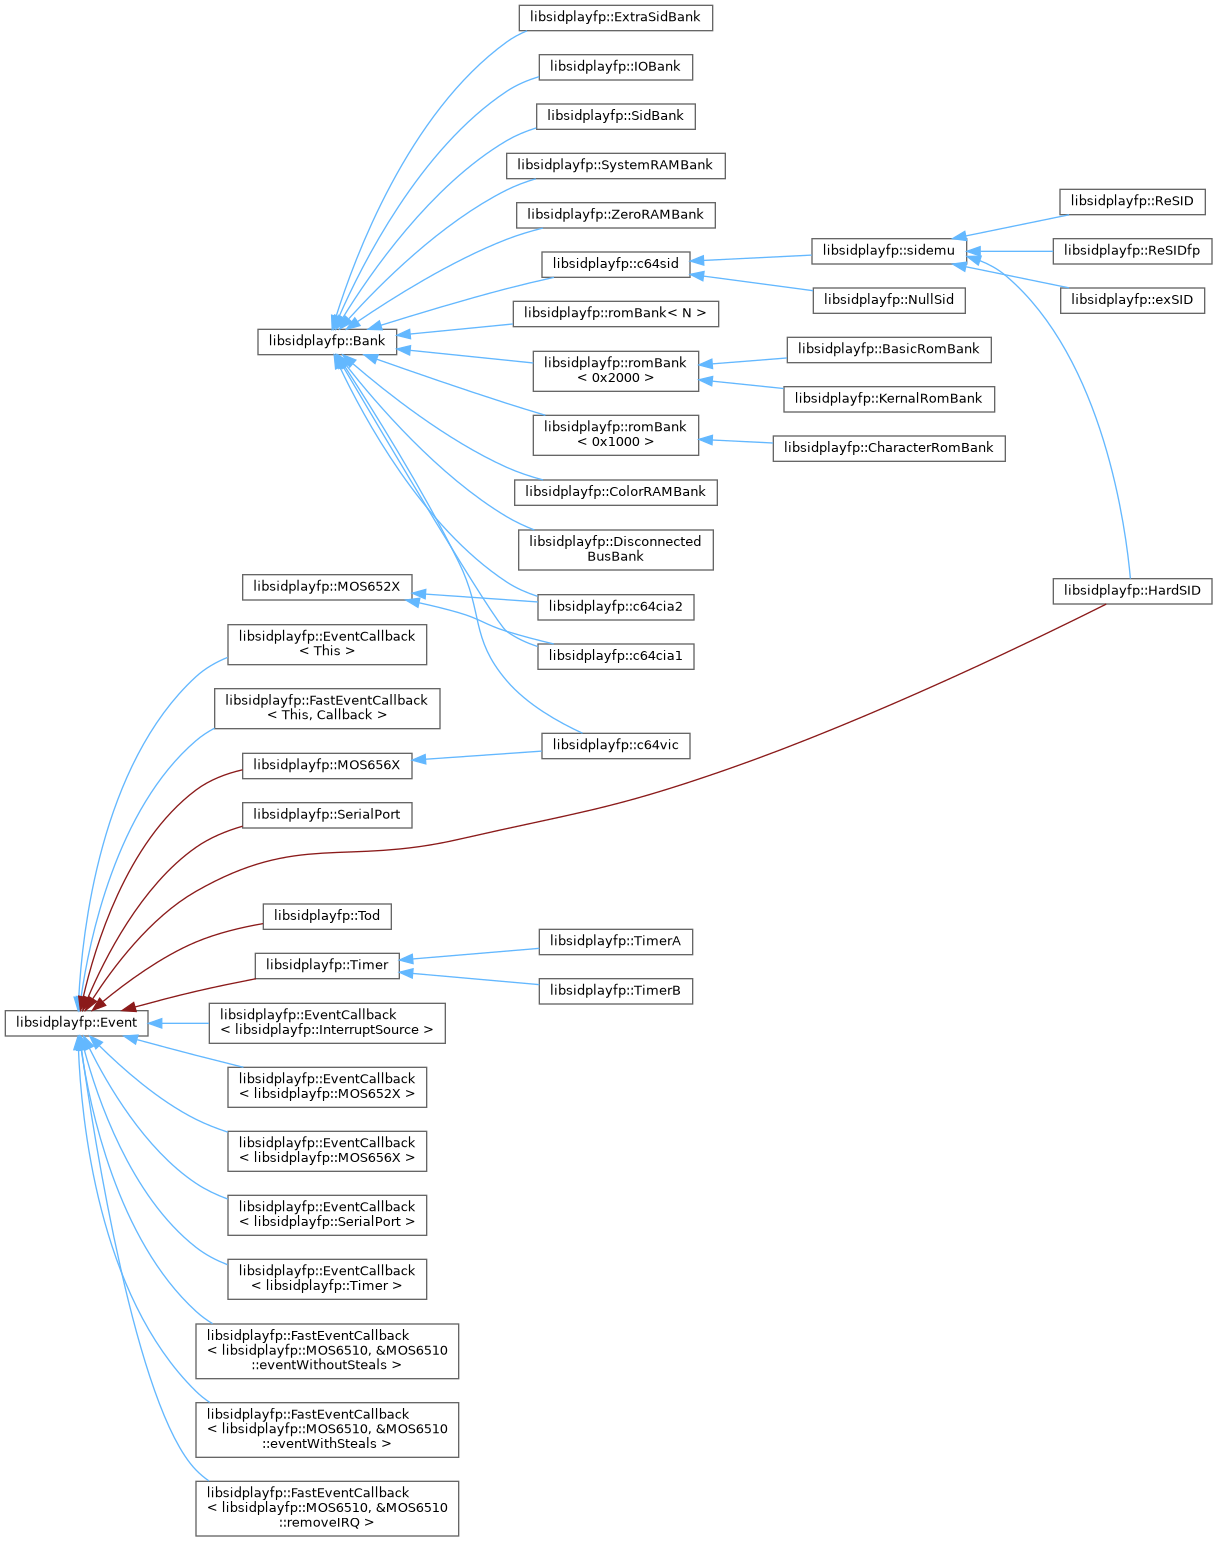 libsidplayfp::ExtraSidBank
libsidplayfp::IOBank
libsidplayfp::SidBank
libsidplayfp::SystemRAMBank
libsidplayfp::ZeroRAMBank
libsidplayfp::c64sid
libsidplayfp::sidemu
libsidplayfp::ReSID
libsidplayfp::ReSIDfp
libsidplayfp::exSID
libsidplayfp::NullSid
libsidplayfp::romBank< N >
libsidplayfp::Bank
libsidplayfp::romBank
< 0x2000 >
libsidplayfp::BasicRomBank
libsidplayfp::KernalRomBank
libsidplayfp::romBank
< 0x1000 >
libsidplayfp::CharacterRomBank
libsidplayfp::ColorRAMBank
libsidplayfp::Disconnected
BusBank
libsidplayfp::HardSID
libsidplayfp::MOS652X
libsidplayfp::c64cia2
libsidplayfp::c64cia1
libsidplayfp::EventCallback
< This >
libsidplayfp::FastEventCallback
< This, Callback >
libsidplayfp::c64vic
libsidplayfp::MOS656X
libsidplayfp::SerialPort
libsidplayfp::Tod
libsidplayfp::Timer
libsidplayfp::TimerA
libsidplayfp::TimerB
libsidplayfp::Event
libsidplayfp::EventCallback
< libsidplayfp::InterruptSource >
libsidplayfp::EventCallback
< libsidplayfp::MOS652X >
libsidplayfp::EventCallback
< libsidplayfp::MOS656X >
libsidplayfp::EventCallback
< libsidplayfp::SerialPort >
libsidplayfp::EventCallback
< libsidplayfp::Timer >
libsidplayfp::FastEventCallback
< libsidplayfp::MOS6510, &MOS6510
::eventWithoutSteals >
libsidplayfp::FastEventCallback
< libsidplayfp::MOS6510, &MOS6510
::eventWithSteals >
libsidplayfp::FastEventCallback
< libsidplayfp::MOS6510, &MOS6510
::removeIRQ >